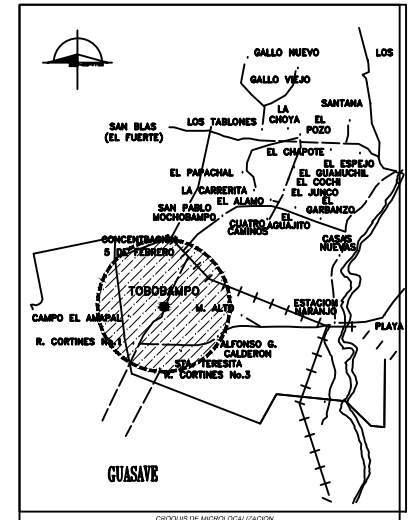 GALLO NUEVO
LOS
GALLO VIEJO
SANTANA
LA
CHOYA
EL
POZO
LOS TABLONES
SAN BLAS
(EL FUERTE)
EL CHAPOTE
EL ESPEJO
EL GUAMUCHIL
EL COCHI
EL JUNCO
EL
GARBANZO
EL PAPACHAL
LA CARRERITA
EL ALAMO
SAN PABLO
MOCHOBAMPO
CUATRO
CAMINOS
EL
AGUAJITO
CASAS
NUEVAS
CONCENTRACION
5 DE FEBRERO
TOBOBAMPO
M. ALTO
ESTACION
NARANJO
CAMPO EL AMAPAL
PLAYA
R. CORTINES No.1
ALFONSO G.
CALDERON
STA. TERESITA
R. CORTINES No.3
GUASAVE
CROQUIS DE MICROLOCALIZACION